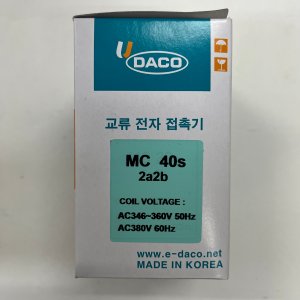 DACO
교류 전자 접촉기
MC 40s
2a2b
COIL VOLTAGE :
AC346~360V 50Hz
AC380V 60Hz
www.e-daco.net
MADE IN KOREA